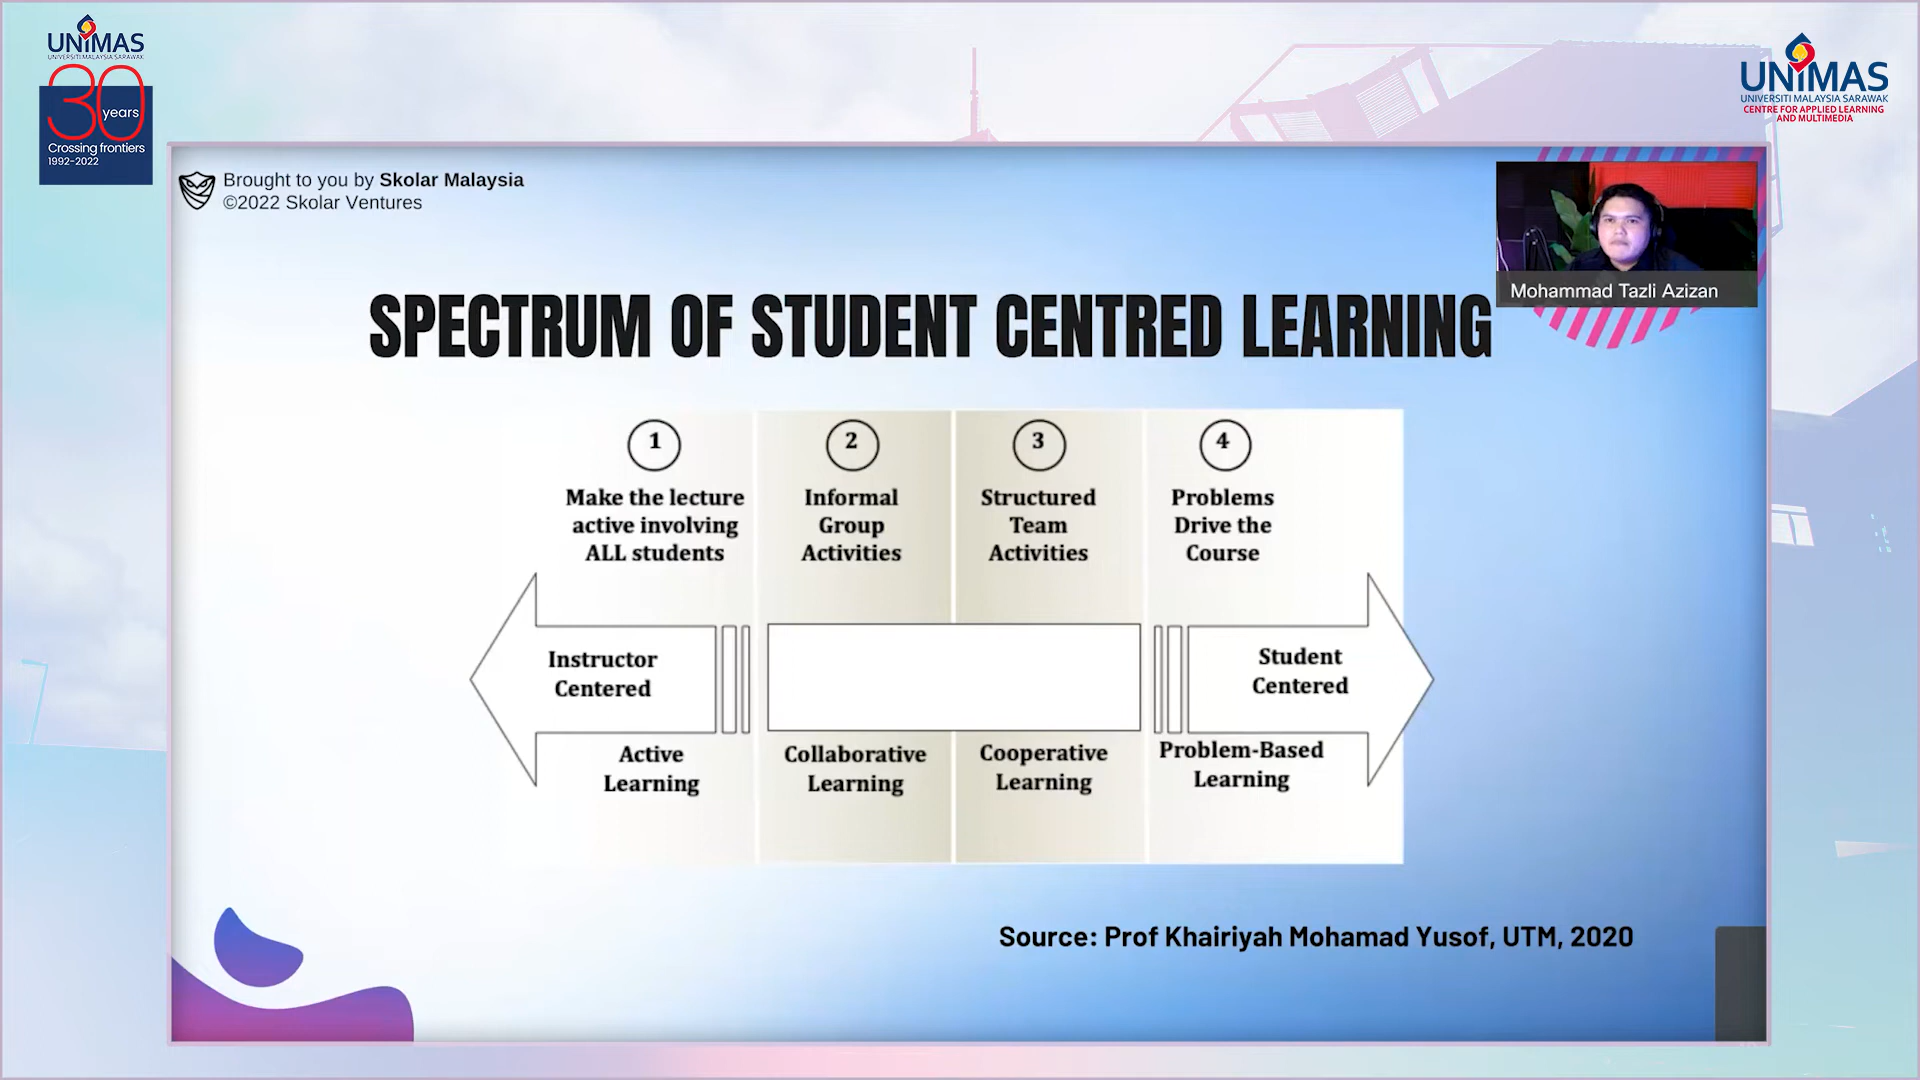 UNIMAS
UNIVERSITI MALAYSIA SARAWAK
30
years
Crossing frontiers
1992-2022
UNIMAS
UNIVERSITI MALAYSIA SARAWAK
CENTRE FOR APPLIED LEARNING
AND MULTIMEDIA
Brought to you by Skolar Malaysia
©2022 Skolar Ventures
Mohammad Tazli Azizan
SPECTRUM OF STUDENT CENTRED LEARNING
1
Make the lecture
active involving
ALL students
2
Informal
Group
Activities
3
Structured
Team
Activities
4
Problems
Drive the
Course
Instructor
Centered
Student
Centered
Active
Learning
Collaborative
Learning
Cooperative
Learning
Problem-Based
Learning
Source: Prof Khairiyah Mohamad Yusof, UTM, 2020